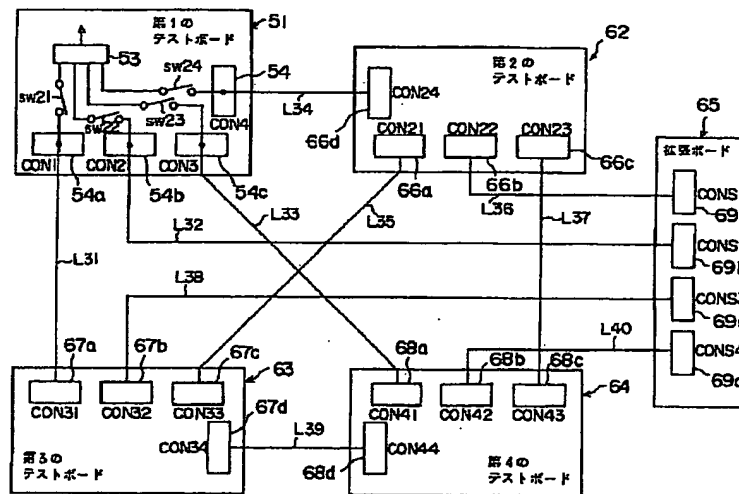 第1の
テストボード
51
53
sw24
54
sw21
sw23
sw22
CON4
CON1
CON2
CON3
54a
54b
54c
L34
第2の
テストボード
62
CON24
66d
CON21
CON22
CON23
66a
66b
66c
65
拡張ボード
L31
L32
L33
L35
L36
L37
L38
L40
CONS
CONS
CONS
CONS4
67a
67b
67c
63
CON31
CON32
CON33
67d
CON34
第3の
テストボード
L39
68a
68b
68c
64
CON41
CON42
CON43
CON44
68d
第4の
テストボード